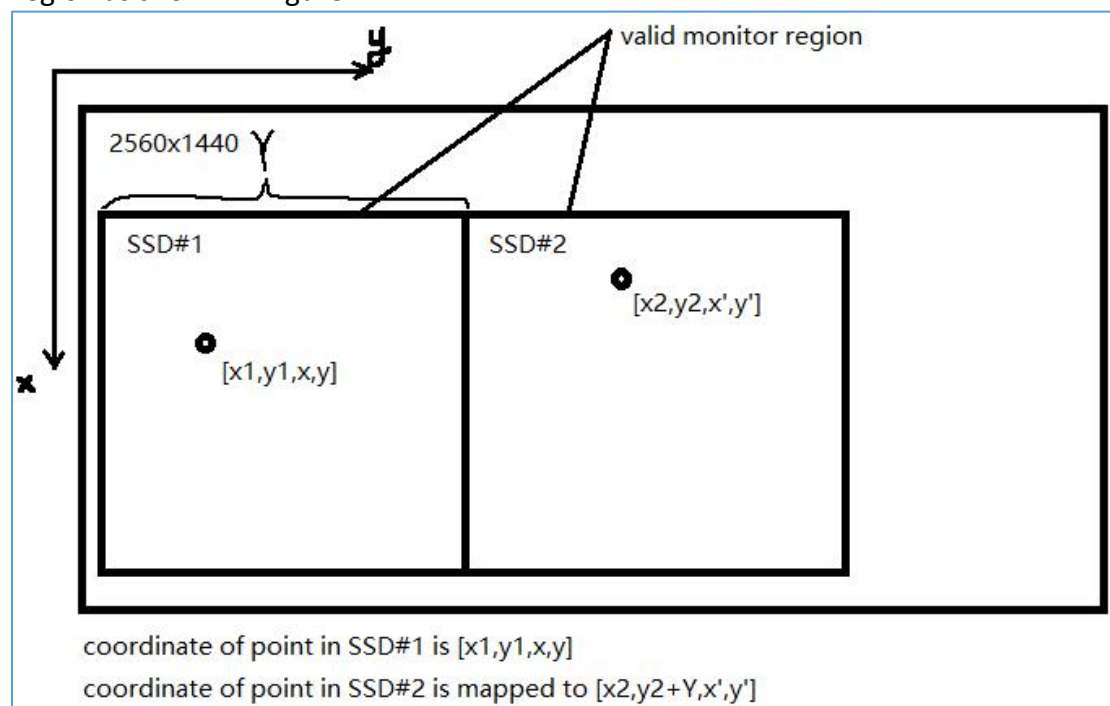 y
valid monitor region
2560x1440 Y
SSD#1 SSD#2
[x2,y2,x',y']
[x1,y1,x,y]
x
coordinate of point in SSD#1 is [x1,y1,x,y]
coordinate of point in SSD#2 is mapped to [x2,y2+Y,x',y']